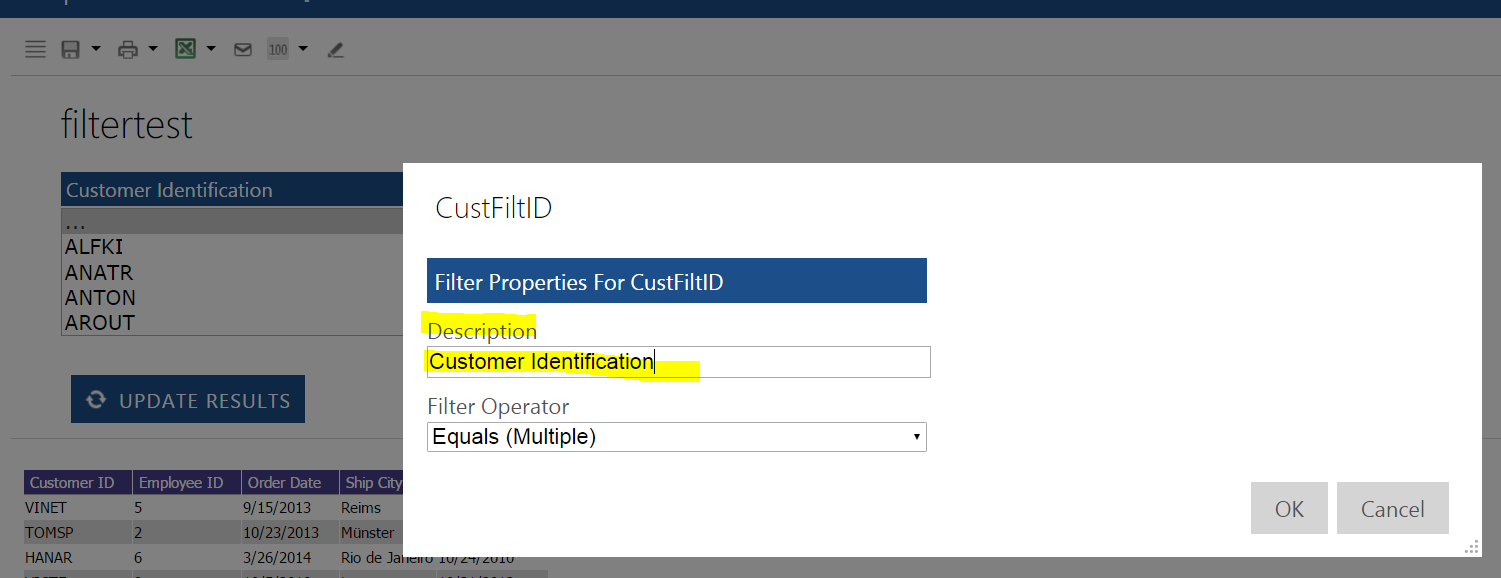 100
filtertest
Customer Identification
...
ALFKI
ANATR
ANTON
AROUT
UPDATE RESULTS
CustFiltID
Filter Properties For CustFiltID
Description
Customer Identification
Filter Operator
Equals (Multiple)
OK Cancel
Customer ID Employee ID Order Date Ship City
VINET 5 9/15/2013 Reims
TOMSP 2 10/23/2013 Münster
HANAR 6 3/26/2014 Rio de Janeiro 10/24/2010